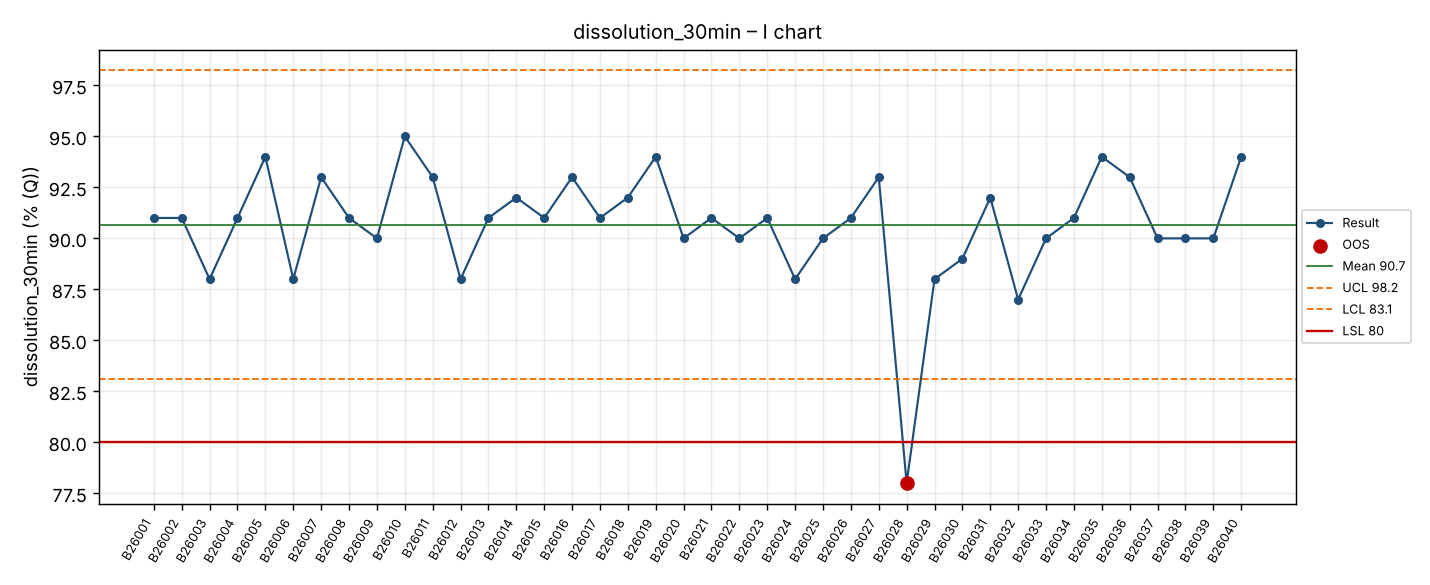 dissolution_30min – I chart
dissolution_30min (% (Q))
97.5
95.0
92.5
90.0
87.5
85.0
82.5
80.0
77.5
B26001
B26002
B26003
B26004
B26005
B26006
B26007
B26008
B26009
B26010
B26011
B26012
B26013
B26014
B26015
B26016
B26017
B26018
B26019
B26020
B26021
B26022
B26023
B26024
B26025
B26026
B26027
B26028
B26029
B26030
B26031
B26032
B26033
B26034
B26035
B26036
B26037
B26038
B26039
B26040
Result
OOS
Mean 90.7
UCL 98.2
LCL 83.1
LSL 80